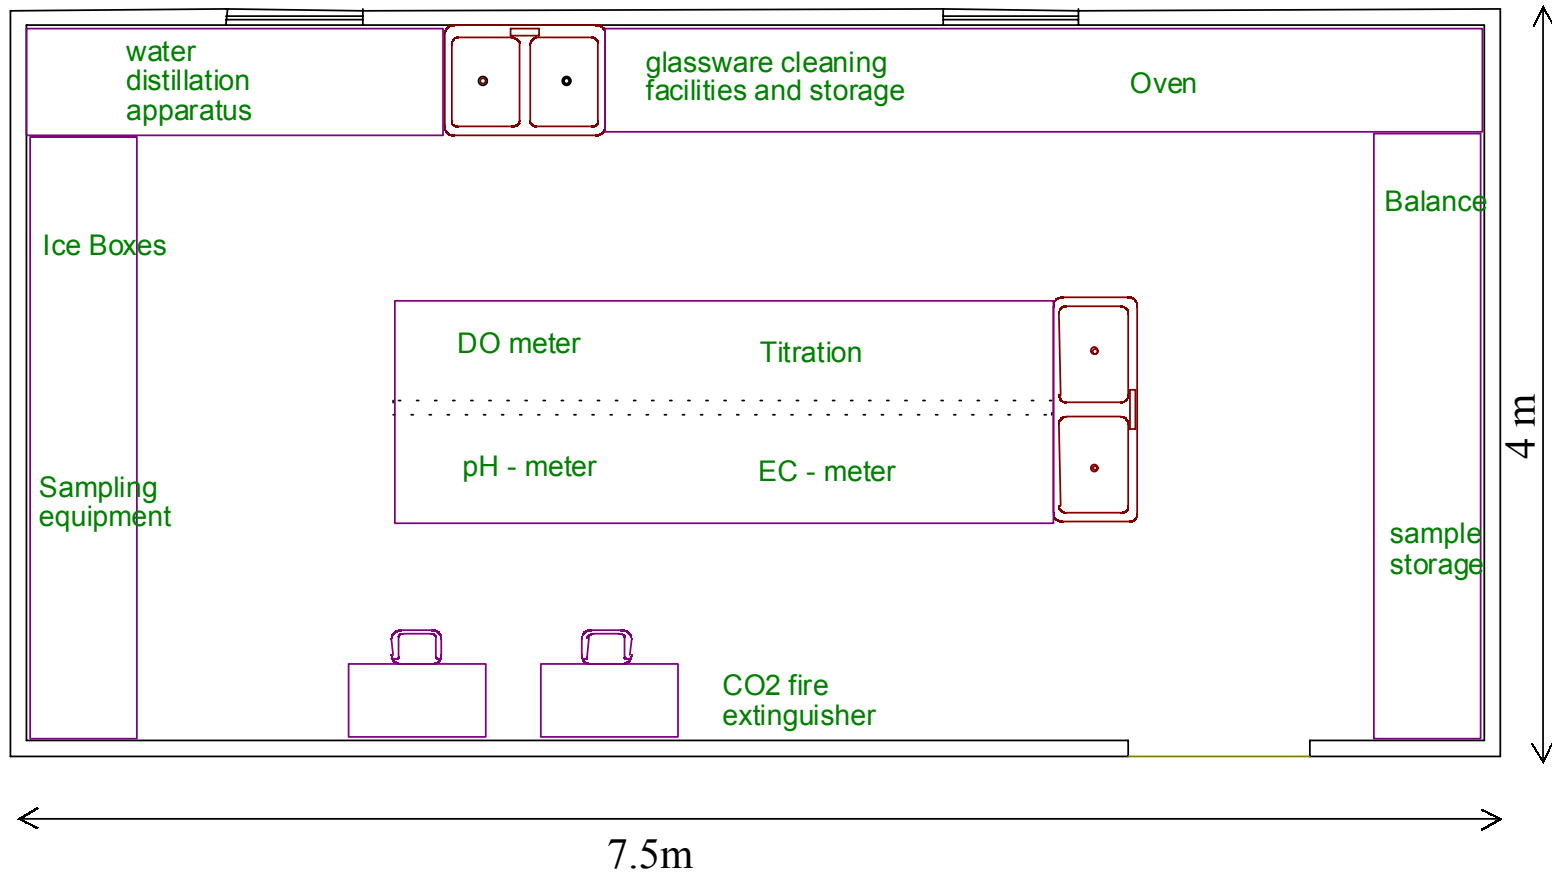 water
distillation
apparatus
glassware cleaning
facilities and storage
Oven
Balance
Ice Boxes
DO meter
Titration
4 m
pH - meter
EC - meter
Sampling
equipment
sample
storage
CO2 fire
extinguisher
7.5m